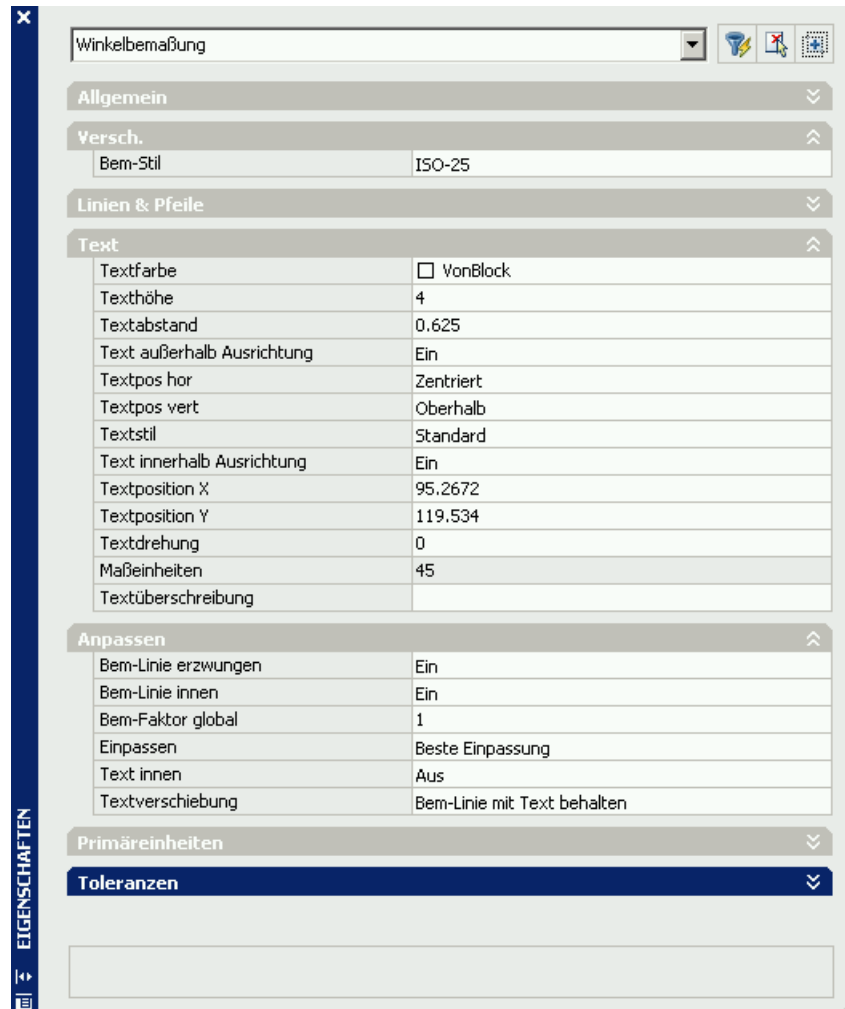 Winkelbemaßung
Allgemein
Versch.
Bem-Stil ISO-25
Linien & Pfeile
Text
Textfarbe VonBlock
Texthöhe 4
Textabstand 0.625
Text außerhalb Ausrichtung Ein
Textpos hor Zentriert
Textpos vert Oberhalb
Textstil Standard
Text innerhalb Ausrichtung Ein
Textposition X 95.2672
Textposition Y 119.534
Textdrehung 0
Maßeinheiten 45
Textüberschreibung
Anpassen
Bem-Linie erzwungen Ein
Bem-Linie innen Ein
Bem-Faktor global 1
Einpassen Beste Einpassung
Text innen Aus
Textverschiebung Bem-Linie mit Text behalten
Primäreinheiten
Toleranzen
EIGENSCHAFTEN